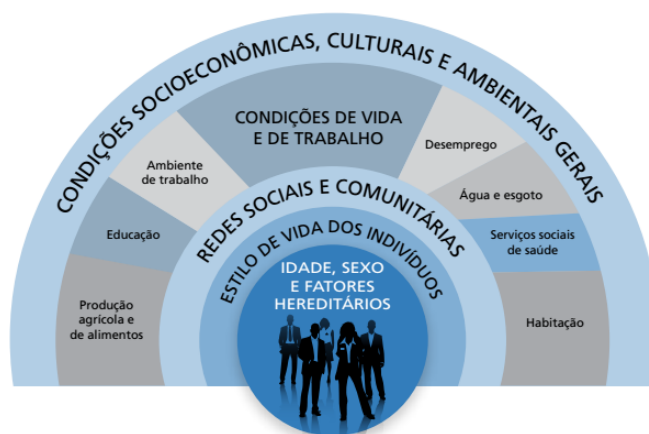 CONDIÇÕES SOCIOECONÔMICAS, CULTURAIS E AMBIENTAIS GERAIS
CONDIÇÕES DE VIDA
E DE TRABALHO
Desemprego
Ambiente
de trabalho
Água e esgoto
Educação
Serviços sociais
de saúde
Produção
agrícola e
de alimentos
Habitação
REDES SOCIAIS E COMUNITÁRIAS
ESTILO DE VIDA DOS INDIVÍDUOS
IDADE, SEXO
E FATORES
HEREDITÁRIOS